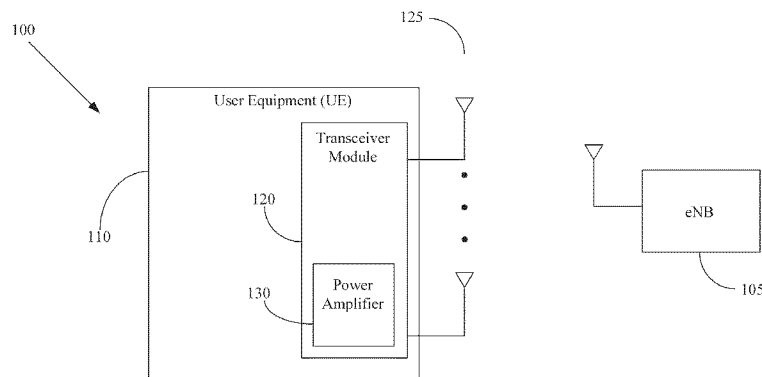 125
100
User Equipment (UE)
Transceiver
Module
120
110
eNB
130
Power
Amplifier
105